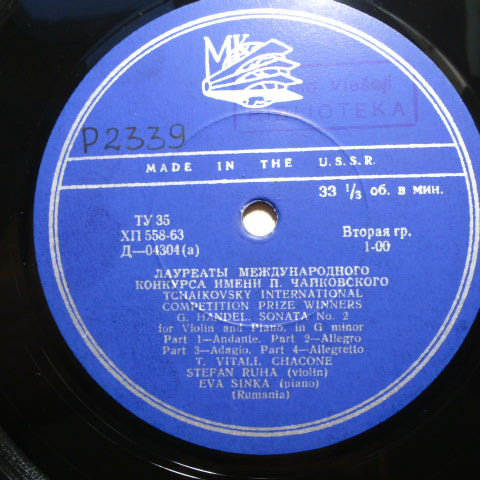 МК
Viešoji
BIBLIOTEKA
P2339
MADE IN THE U.S.S.R.
33 1/3 об. в мин.
ТУ 35
ХП 558-63
Д—04304(а)
Вторая гр.
1-00
ЛАУРЕАТЫ МЕЖДУНАРОДНОГО
КОНКУРСА ИМЕНИ П. ЧАЙКОВСКОГО
TCHAIKOVSKY INTERNATIONAL
COMPETITION PRIZE WINNERS
G. HANDEL. SONATA No. 2
for Violin and Piano, in G minor
Part 1—Andante. Part 2—Allegro
Part 3—Adagio. Part 4—Allegretto
T. VITALI. CHACONE
STEFAN RUHA (violin)
EVA SINKA (piano)
(Rumania)